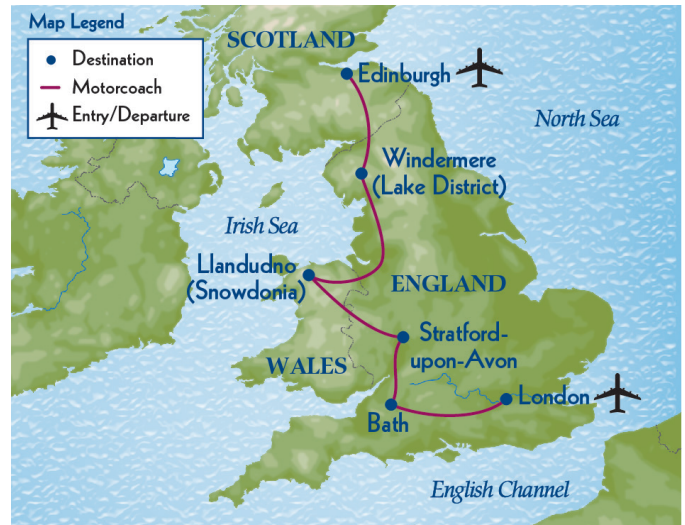 Map Legend
Destination
Motorcoach
Entry/Departure
SCOTLAND
Edinburgh
North Sea
Windermere
(Lake District)
Irish Sea
Llandudno
(Snowdonia)
ENGLAND
Stratford-
upon-Avon
WALES
London
Bath
English Channel